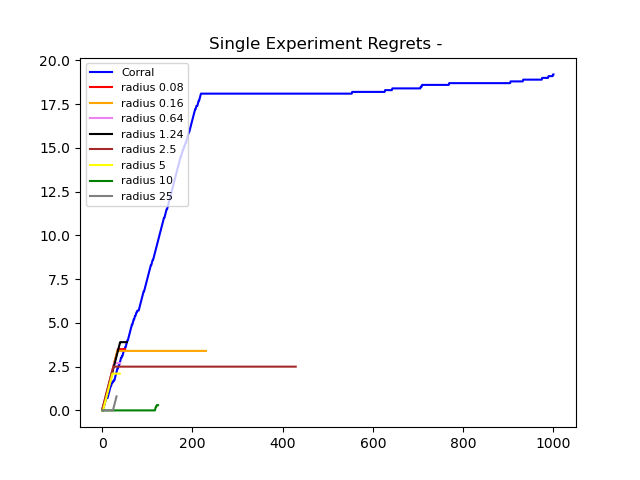 Single Experiment Regrets -
20.0
17.5
15.0
12.5
10.0
7.5
5.0
2.5
0.0
Corral
radius 0.08
radius 0.16
radius 0.64
radius 1.24
radius 2.5
radius 5
radius 10
radius 25
0 200 400 600 800 1000